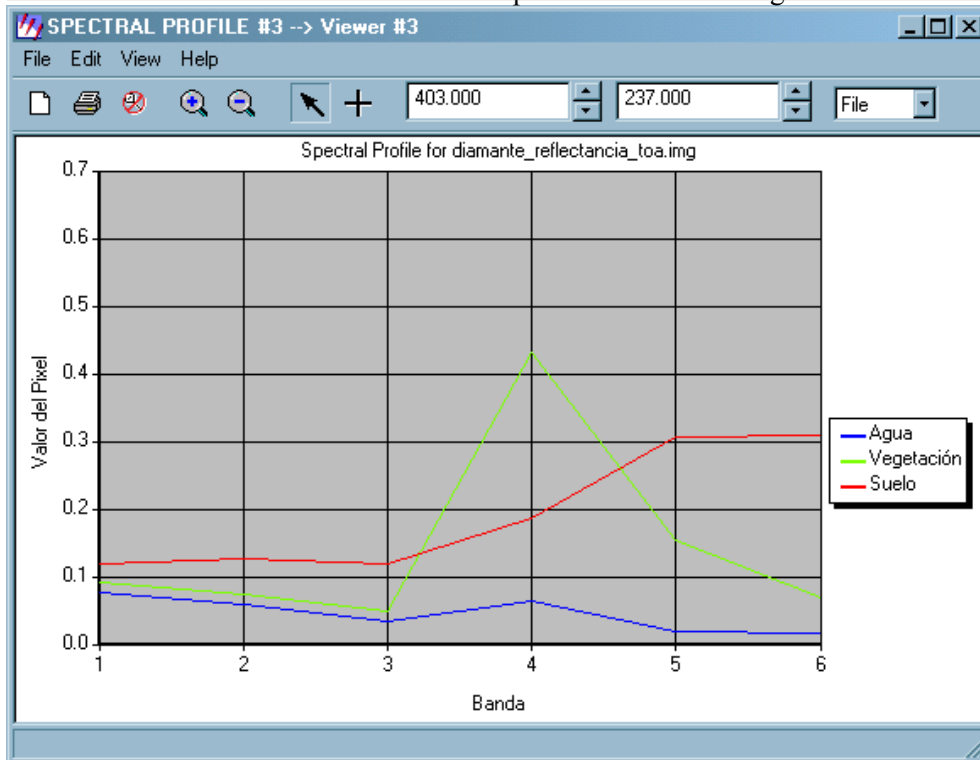 SPECTRAL PROFILE #3 --> Viewer #3
File Edit View Help
403.000 237.000 File
Spectral Profile for diamante_reflectancia_toa.img
Valor del Pixel
0.7
0.6
0.5
0.4
0.3
0.2
0.1
0.0
1 2 3 4 5 6
Banda
Agua
Vegetación
Suelo